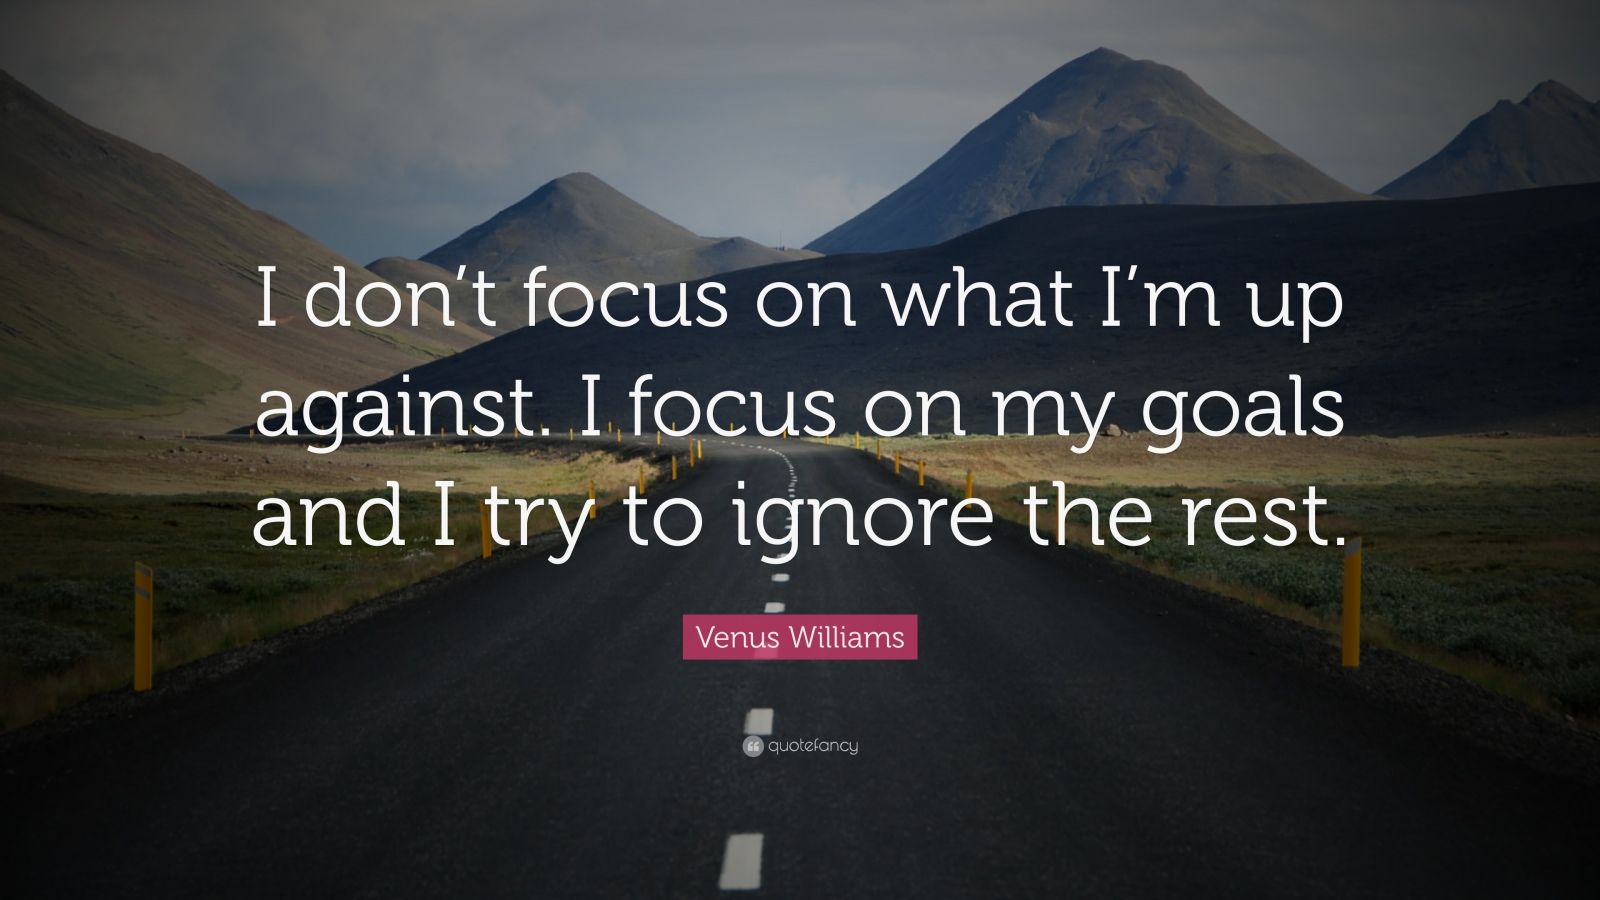 I don’t focus on what I’m up
against. I focus on my goals
and I try to ignore the rest.
Venus Williams
quotefancy